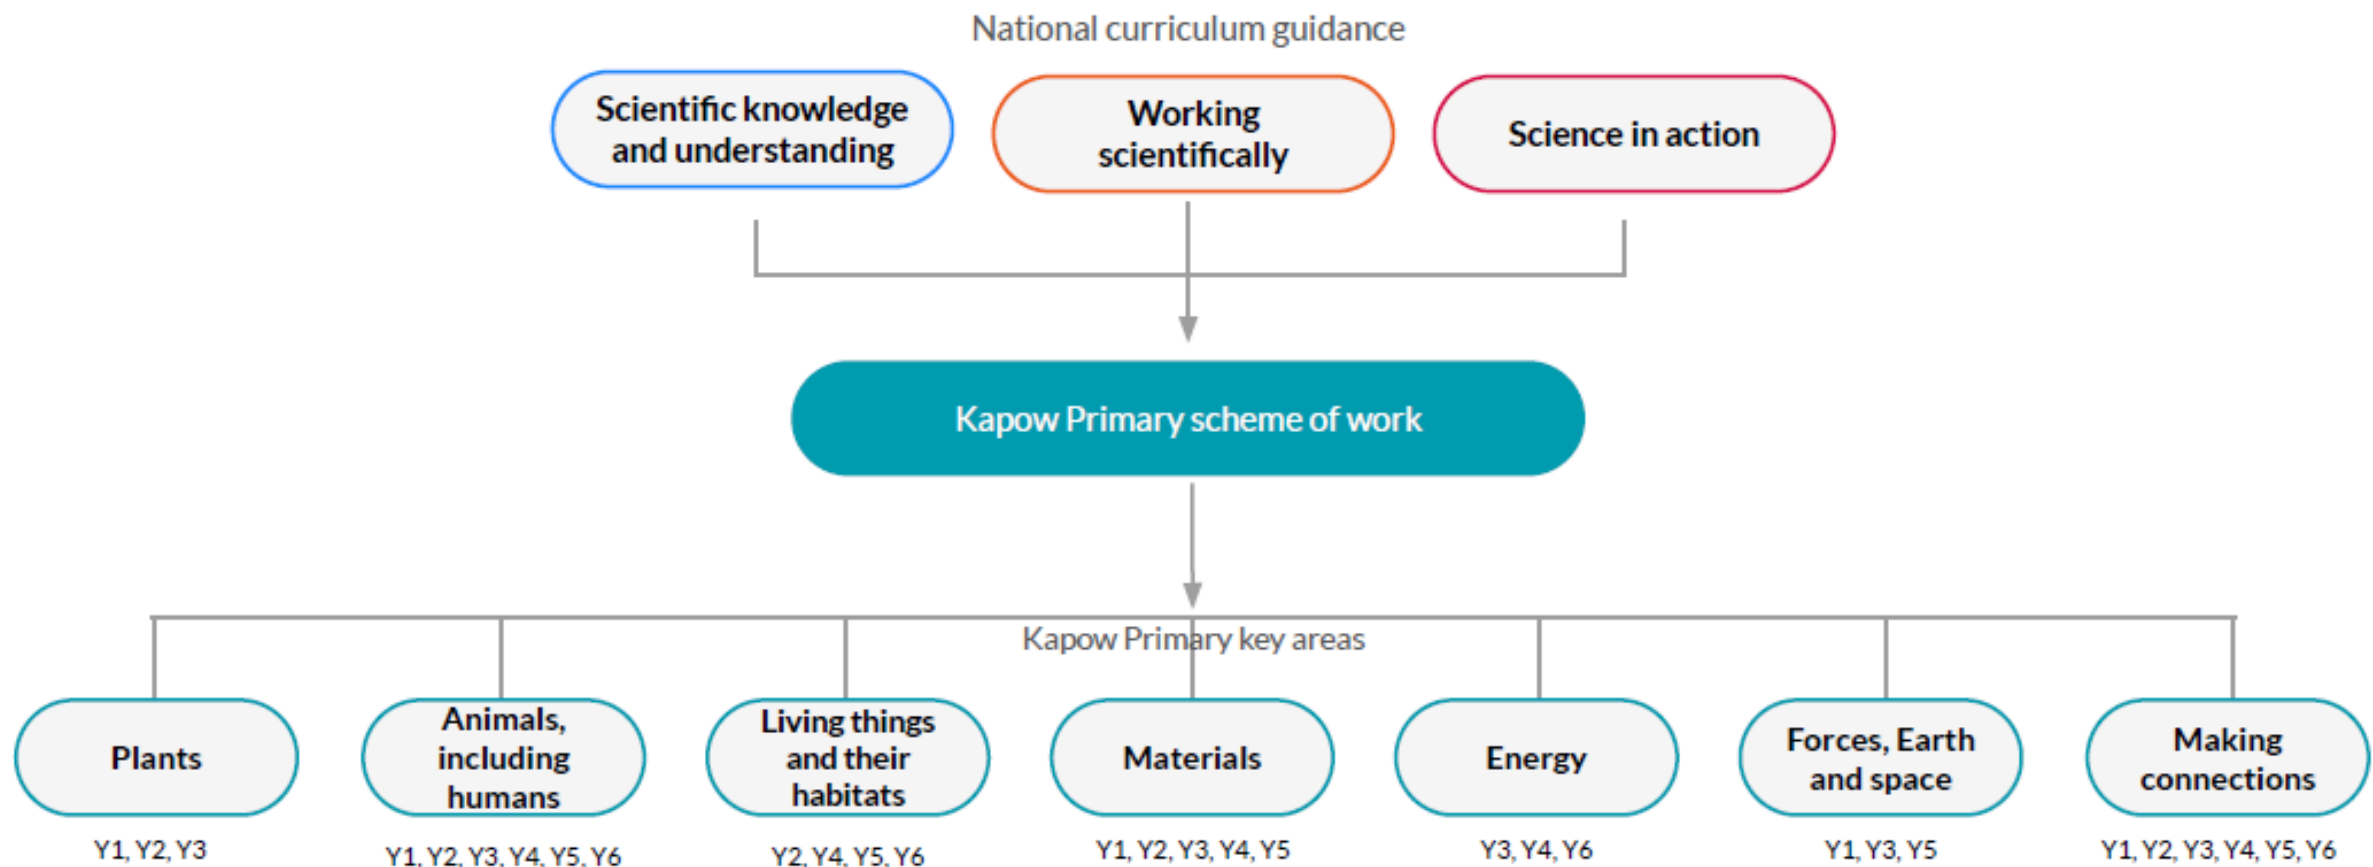 National curriculum guidance
Scientific knowledge
and understanding
Working
scientifically
Science in action
Kapow Primary scheme of work
Kapow Primary key areas
Plants
Animals,
including
humans
Living things
and their
habitats
Materials
Energy
Forces, Earth
and space
Making
connections
Y1, Y2, Y3
Y1, Y2, Y3, Y4, Y5, Y6
Y2, Y4, Y5, Y6
Y1, Y2, Y3, Y4, Y5
Y3, Y4, Y6
Y1, Y3, Y5
Y1, Y2, Y3, Y4, Y5, Y6